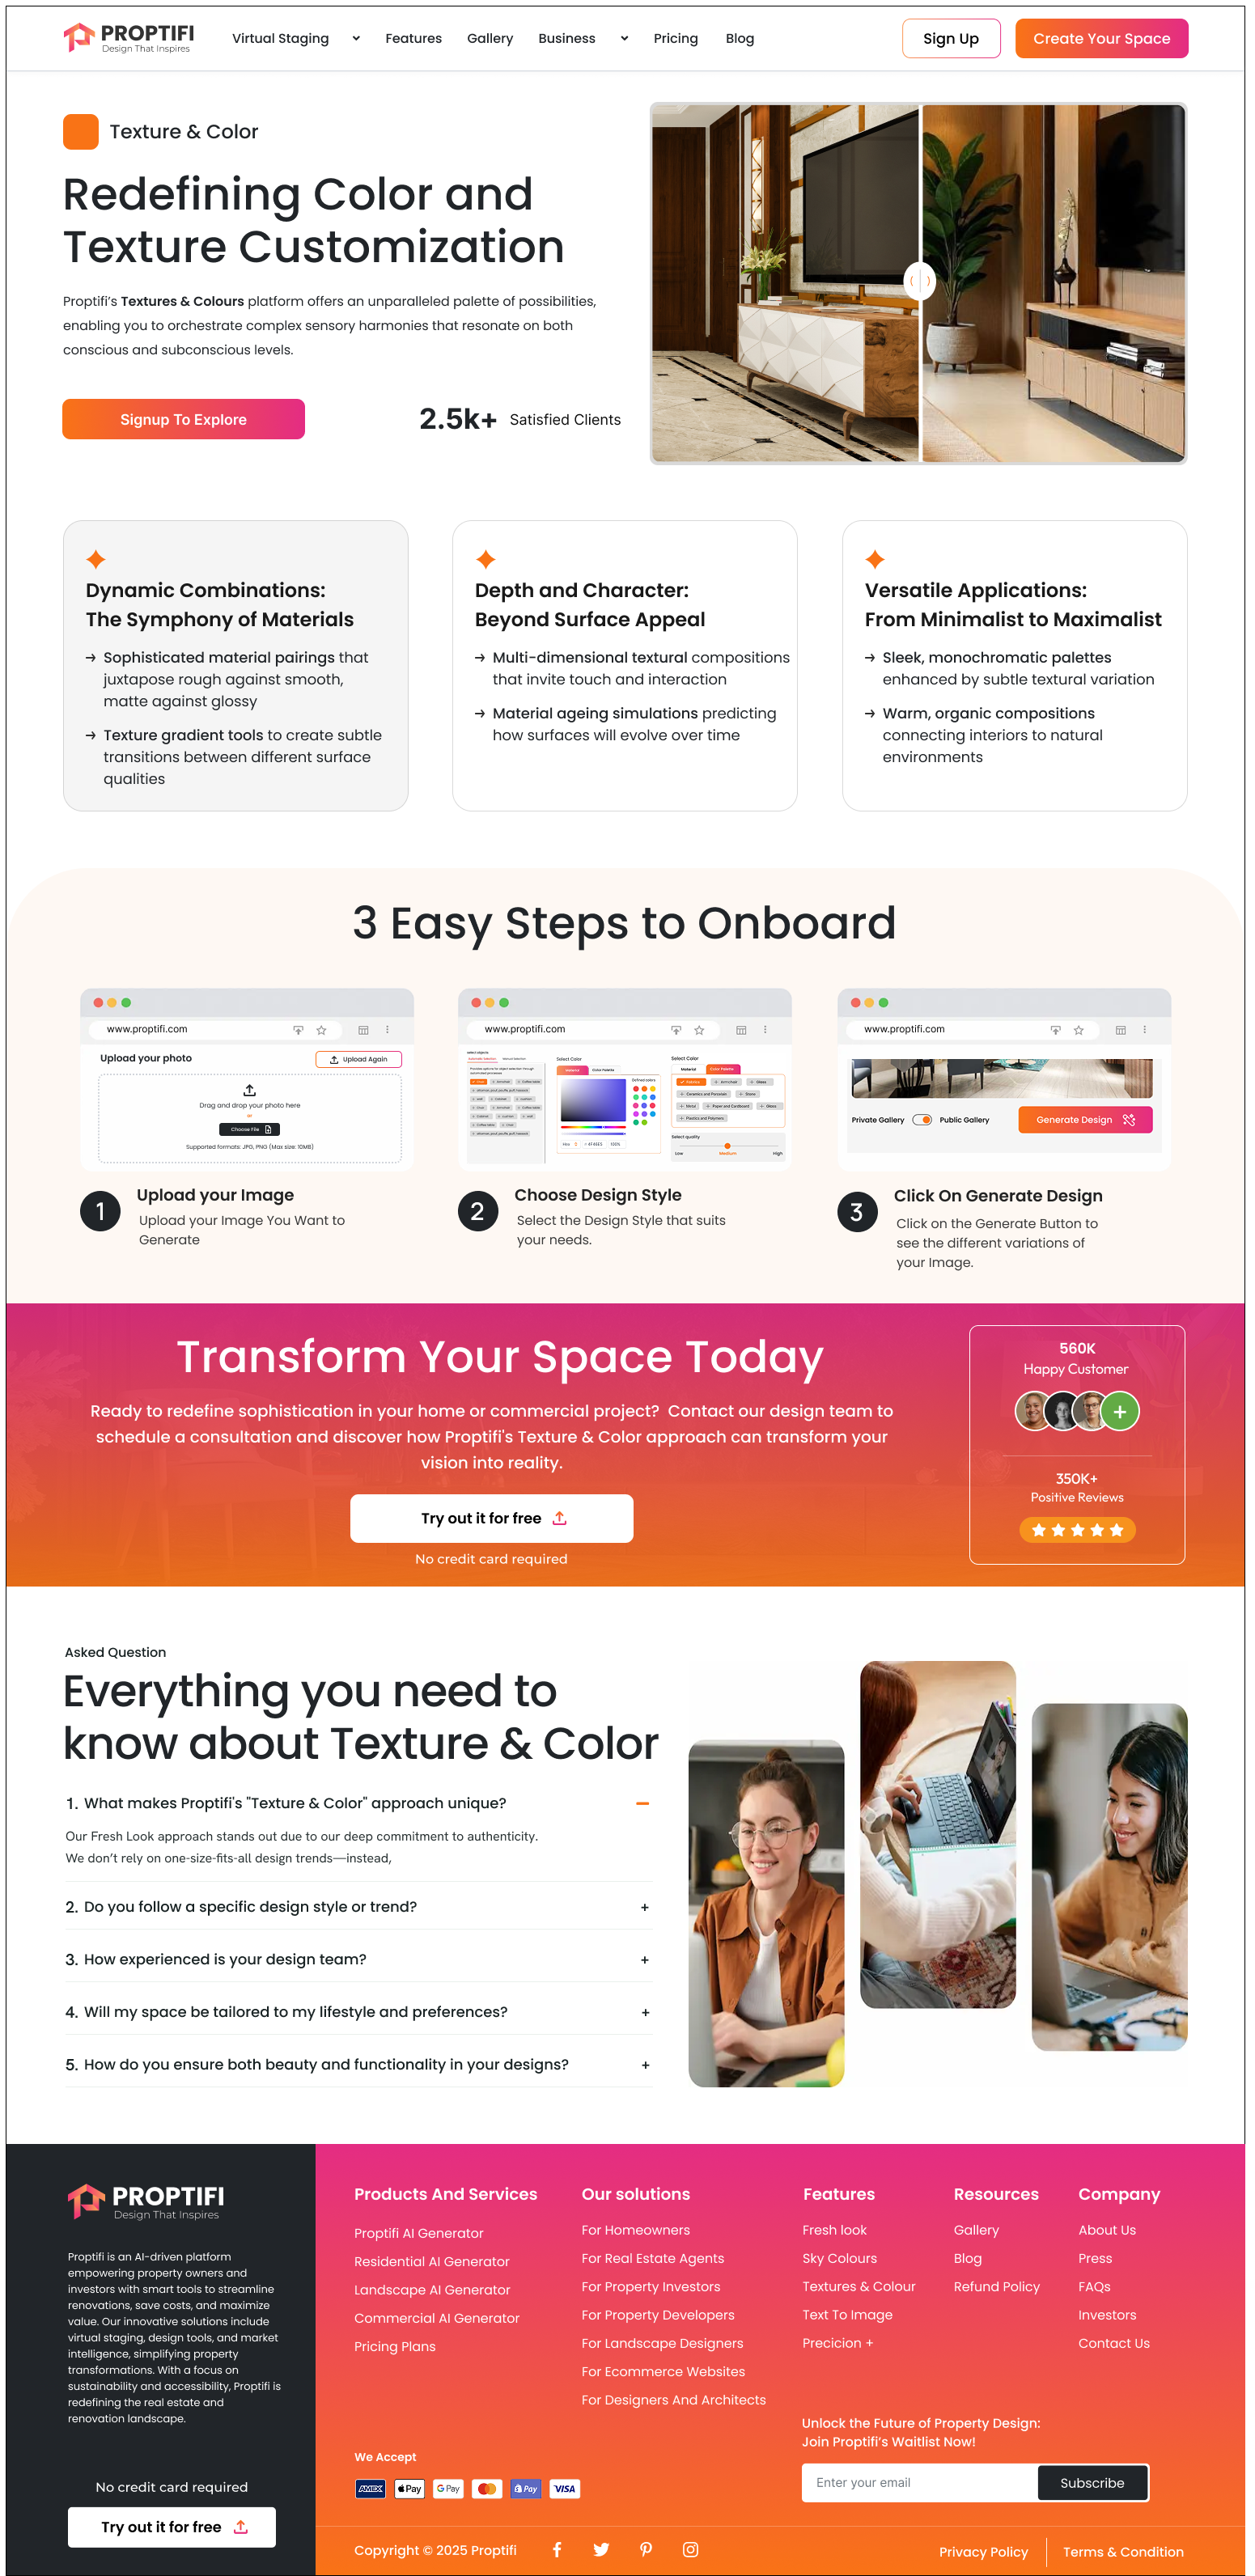 PROPTIFI
Design That Inspires
Virtual Staging
Features
Gallery
Business
Pricing
Blog
Sign Up
Create Your Space
Texture & Color
Redefining Color and
Texture Customization
Proptifi's Textures & Colours platform offers an unparalleled palette of possibilities,
enabling you to orchestrate complex sensory harmonies that resonate on both
conscious and subconscious levels.
Signup To Explore
2.5k+ Satisfied Clients
Dynamic Combinations:
The Symphony of Materials
→ Sophisticated material pairings that
juxtapose rough against smooth,
matte against glossy
→ Texture gradient tools to create subtle
transitions between different surface
qualities
Depth and Character:
Beyond Surface Appeal
→ Multi-dimensional textural compositions
that invite touch and interaction
→ Material ageing simulations predicting
how surfaces will evolve over time
Versatile Applications:
From Minimalist to Maximalist
→ Sleek, monochromatic palettes
enhanced by subtle textural variation
→ Warm, organic compositions
connecting interiors to natural
environments
3 Easy Steps to Onboard
www.proptifi.com
Upload your photo
Upload Again
Drag and drop your photo here
or
Choose File
Supported formats: JPG, PNG (Max size: 10MB)
1
Upload your Image
Upload your Image You Want to
Generate
www.proptifi.com
Select Color
Material
Color Palette
Defined colors
Hex
100%
Select Color
Material
Color Palette
Select quality
Low
Medium
High
2
Choose Design Style
Select the Design Style that suits
your needs.
www.proptifi.com
Private Gallery
Public Gallery
Generate Design
3
Click On Generate Design
Click on the Generate Button to
see the different variations of
your Image.
Transform Your Space Today
Ready to redefine sophistication in your home or commercial project? Contact our design team to
schedule a consultation and discover how Proptifi's Texture & Color approach can transform your
vision into reality.
Try out it for free
No credit card required
560K
Happy Customer
350K+
Positive Reviews
Asked Question
Everything you need to
know about Texture & Color
1. What makes Proptifi's "Texture & Color" approach unique?
Our Fresh Look approach stands out due to our deep commitment to authenticity.
We don't rely on one-size-fits-all design trends—instead,
2. Do you follow a specific design style or trend? +
3. How experienced is your design team? +
4. Will my space be tailored to my lifestyle and preferences? +
5. How do you ensure both beauty and functionality in your designs? +
PROPTIFI
Design That Inspires
Proptifi is an AI-driven platform
empowering property owners and
investors with smart tools to streamline
renovations, save costs, and maximize
value. Our innovative solutions include
virtual staging, design tools, and market
intelligence, simplifying property
transformations. With a focus on
sustainability and accessibility, Proptifi is
redefining the real estate and
renovation landscape.
No credit card required
Try out it for free
Products And Services
Proptifi AI Generator
Residential AI Generator
Landscape AI Generator
Commercial AI Generator
Pricing Plans
Our solutions
For Homeowners
For Real Estate Agents
For Property Investors
For Property Developers
For Landscape Designers
For Ecommerce Websites
For Designers And Architects
Features
Fresh look
Sky Colours
Textures & Colour
Text To Image
Precicion +
Resources
Gallery
Blog
Refund Policy
Company
About Us
Press
FAQs
Investors
Contact Us
We Accept
AMEX
Pay
G Pay
Pay
VISA
Unlock the Future of Property Design:
Join Proptifi's Waitlist Now!
Enter your email
Subscribe
Copyright © 2025 Proptifi
Privacy Policy
Terms & Condition